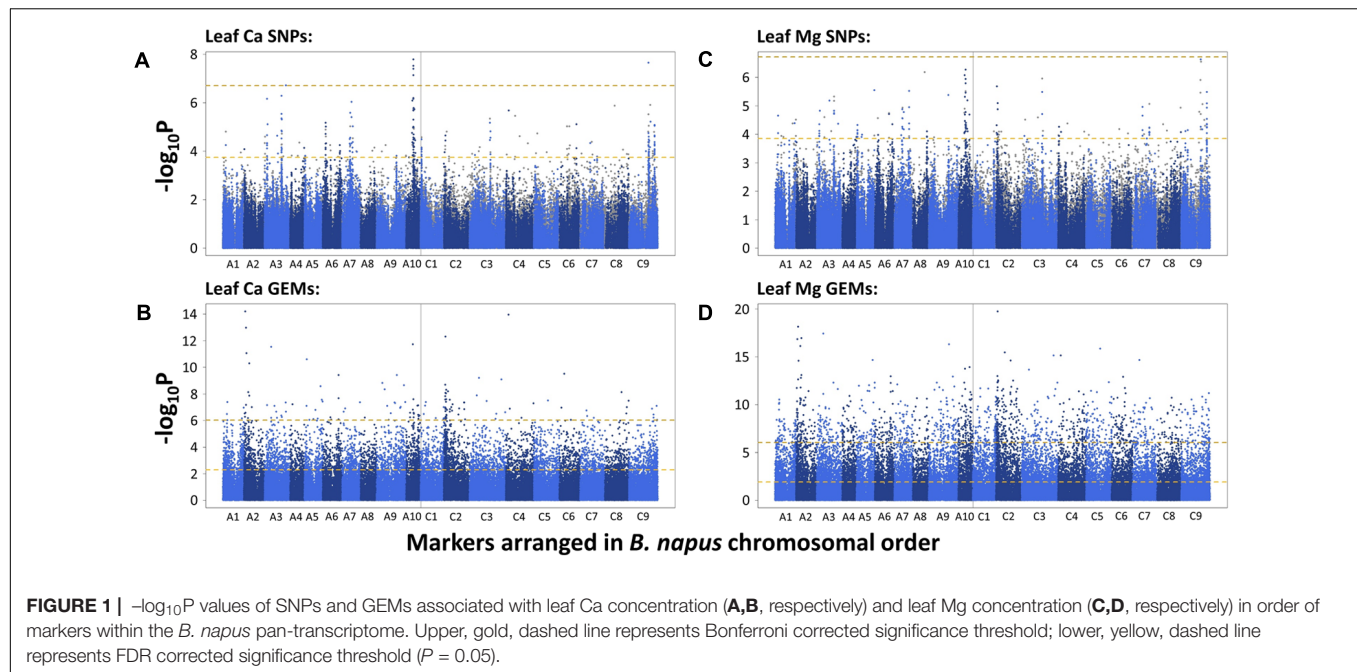 Leaf Ca SNPs:
Leaf Mg SNPs:
A
C
8
6
4
2
0
6
5
4
3
2
1
0
-log10P
A1 A2 A3 A4 A5 A6 A7 A8 A9 A10 C1 C2 C3 C4 C5 C6 C7 C8 C9
A1 A2 A3 A4 A5 A6 A7 A8 A9 A10 C1 C2 C3 C4 C5 C6 C7 C8 C9
Leaf Ca GEMs:
Leaf Mg GEMs:
B
D
14
12
10
8
6
4
2
0
20
15
10
5
0
-log10P
A1 A2 A3 A4 A5 A6 A7 A8 A9 A10 C1 C2 C3 C4 C5 C6 C7 C8 C9
A1 A2 A3 A4 A5 A6 A7 A8 A9 A10 C1 C2 C3 C4 C5 C6 C7 C8 C9
Markers arranged in B. napus chromosomal order
FIGURE 1 | –log10P values of SNPs and GEMs associated with leaf Ca concentration (A,B, respectively) and leaf Mg concentration (C,D, respectively) in order of
markers within the B. napus pan-transcriptome. Upper, gold, dashed line represents Bonferroni corrected significance threshold; lower, yellow, dashed line
represents FDR corrected significance threshold (P = 0.05).